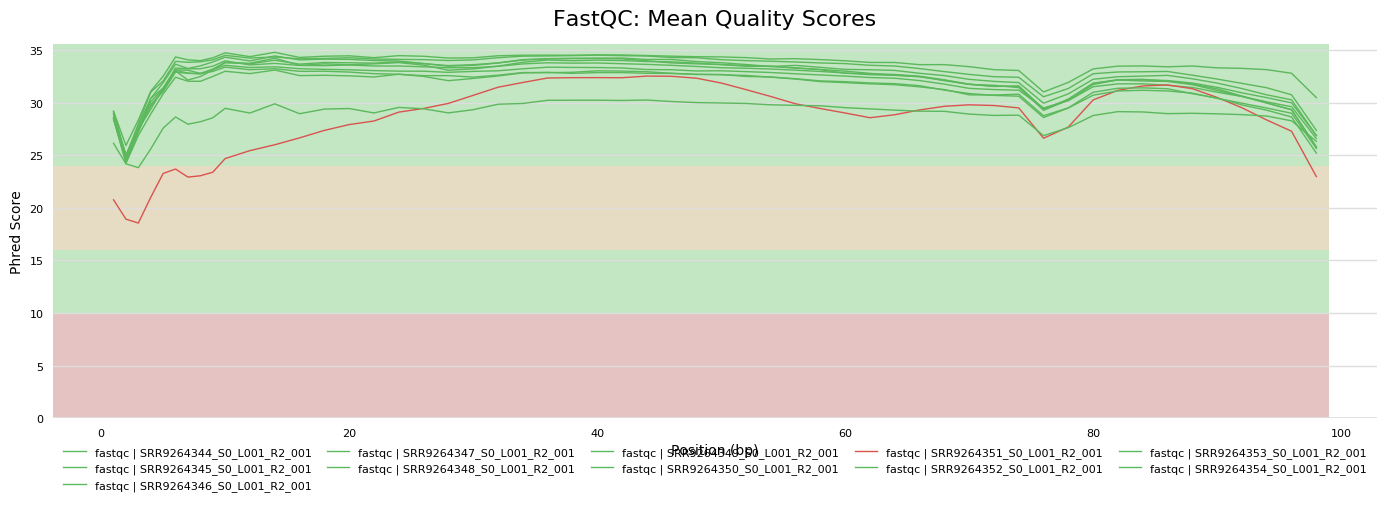 FastQC: Mean Quality Scores
Phred Score
35
30
25
20
15
10
5
0
0 20 40 60 80 100
Position (bp)
fastqc | SRR9264344_S0_L001_R2_001
fastqc | SRR9264345_S0_L001_R2_001
fastqc | SRR9264346_S0_L001_R2_001
fastqc | SRR9264347_S0_L001_R2_001
fastqc | SRR9264348_S0_L001_R2_001
fastqc | SRR9264349_S0_L001_R2_001
fastqc | SRR9264350_S0_L001_R2_001
fastqc | SRR9264351_S0_L001_R2_001
fastqc | SRR9264352_S0_L001_R2_001
fastqc | SRR9264353_S0_L001_R2_001
fastqc | SRR9264354_S0_L001_R2_001